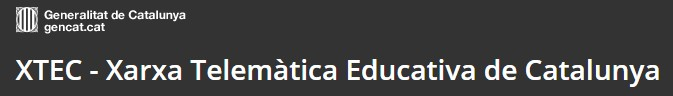 Generalitat de Catalunya
gencat.cat
XTEC - Xarxa Telemàtica Educativa de Catalunya